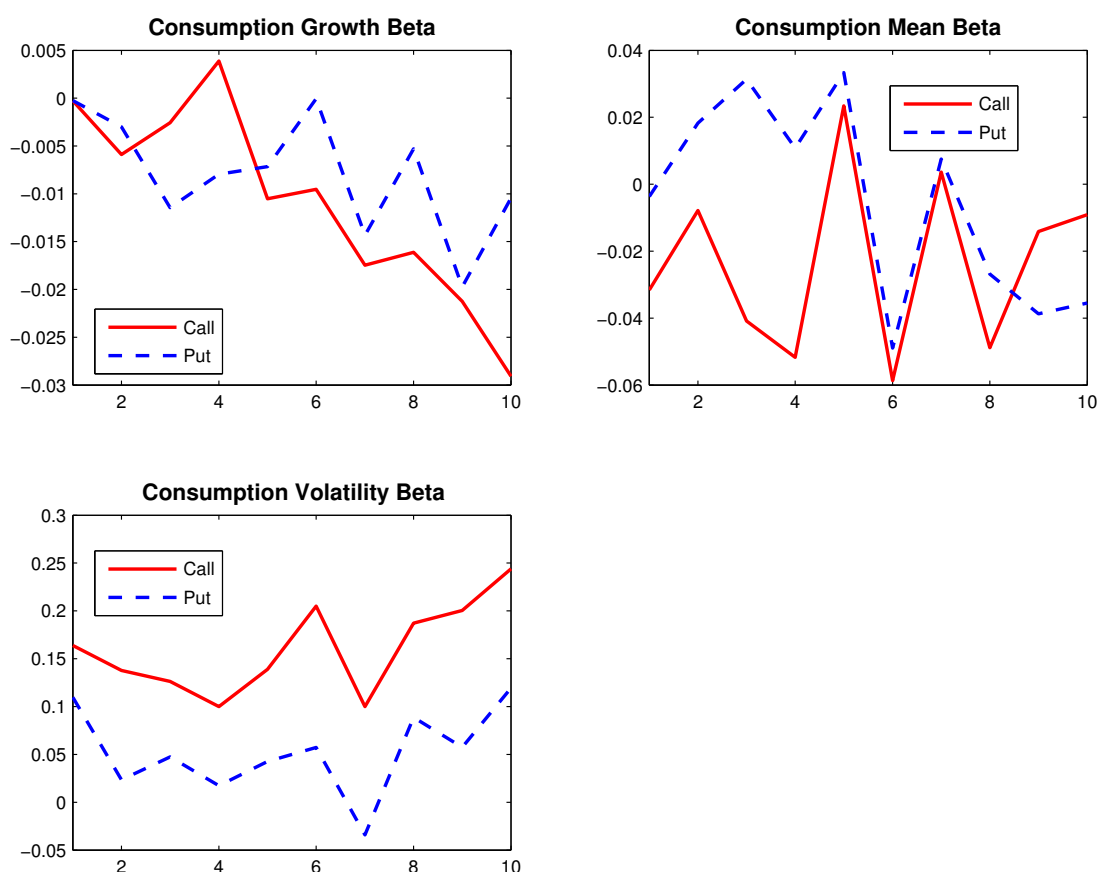 Consumption Growth Beta
0.005
0
−0.005
−0.01
−0.015
−0.02
−0.025
−0.03
Call
Put
2 4 6 8 10
Consumption Mean Beta
0.04
0.02
0
−0.02
−0.04
−0.06
Call
Put
2 4 6 8 10
Consumption Volatility Beta
0.3
0.25
0.2
0.15
0.1
0.05
0
−0.05
Call
Put
2 4 6 8 10